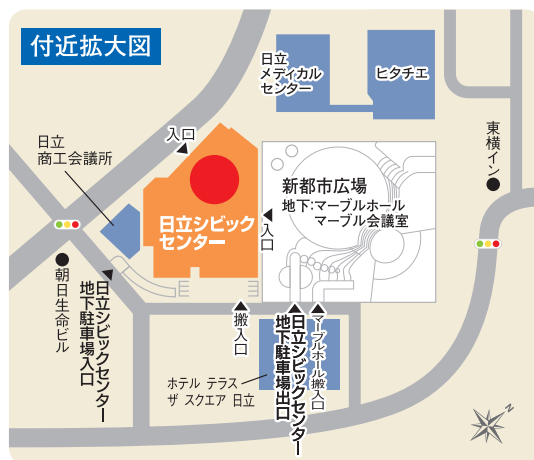 付近拡大図
日立
メディカル
センター
ヒタチエ
入口
日立
商工会議所
東横イン
新都市広場
地下:マーブルホール
マーブル会議室
日立シビック
センター
入口
朝日生命ビル
日立シビックセンター
地下駐車場入口
搬入口
日立シビックセンター
地下駐車場出口
マーブルホール搬入口
ホテル テラス
ザ スクエア 日立
N